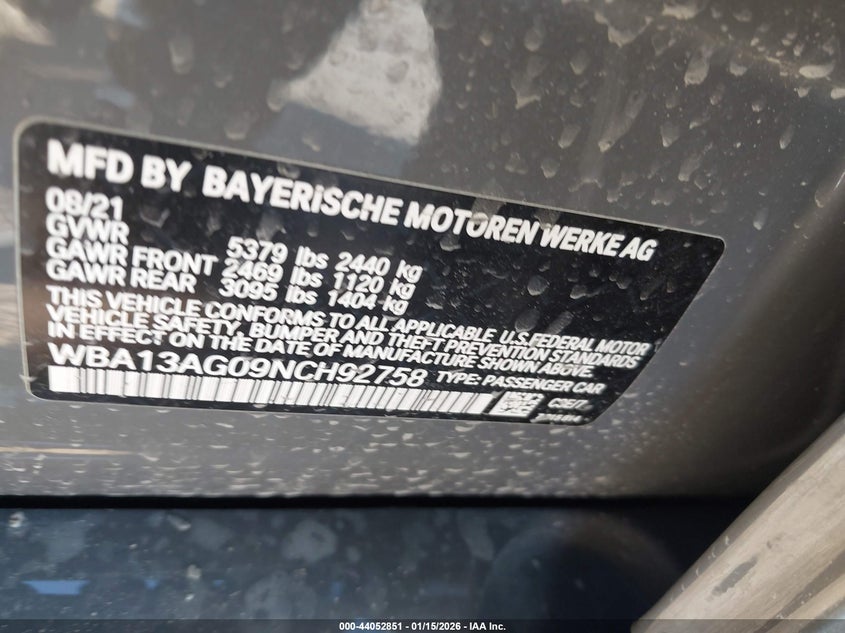 MFD BY BAYERISCHE MOTOREN WERKE AG
08/21
GVWR 5379 lbs 2440 kg
GAWR FRONT 2469 lbs 1120 kg
GAWR REAR 3095 lbs 1404 kg
THIS VEHICLE CONFORMS TO ALL APPLICABLE U.S. FEDERAL MOTOR
VEHICLE SAFETY, BUMPER AND THEFT PREVENTION STANDARDS
IN EFFECT ON THE DATE OF MANUFACTURE SHOWN ABOVE.
WBA13AG09NCH92758 TYPE: PASSENGER CAR
000-44052851 - 01/15/2026 - IAA Inc.